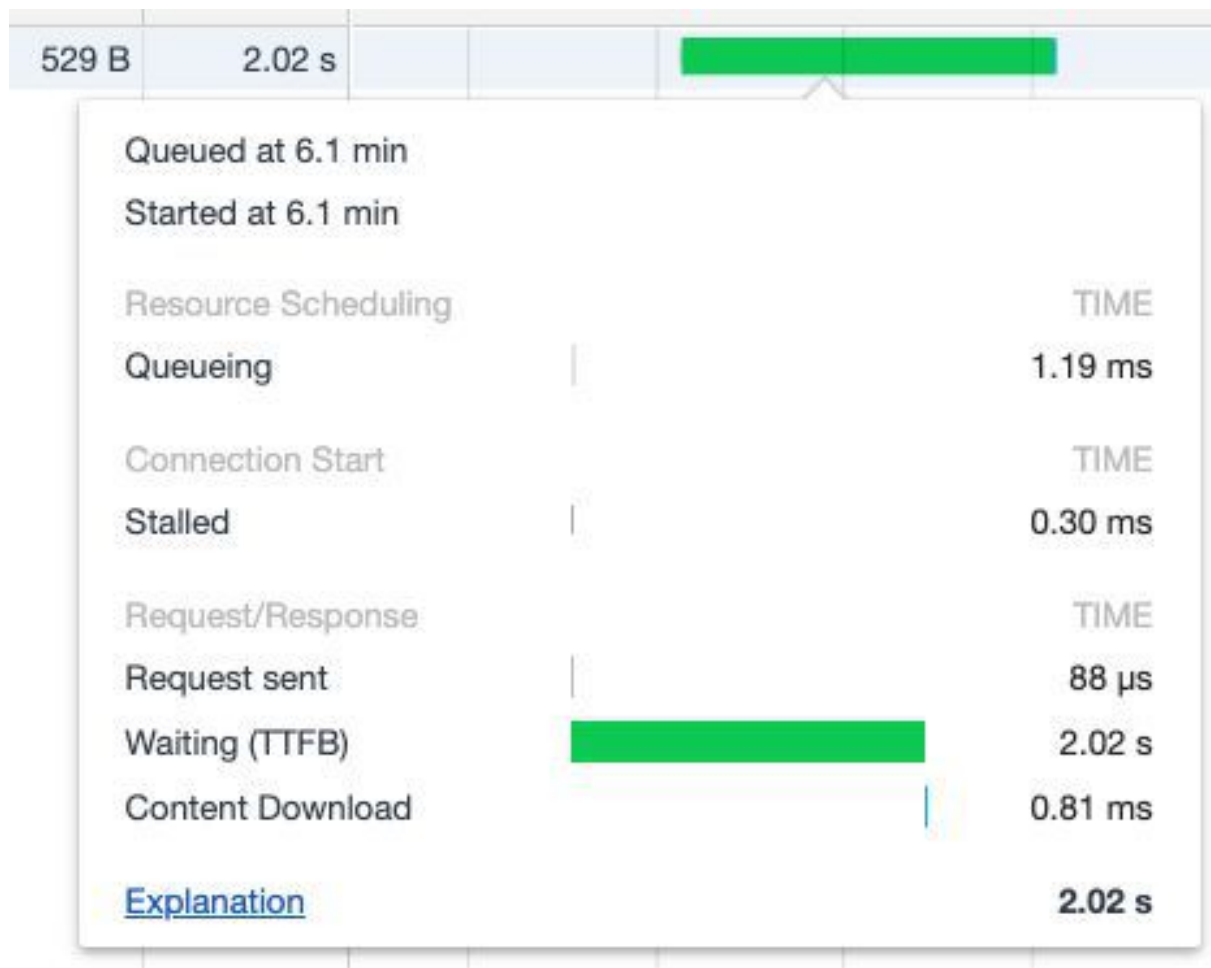 529 B 2.02 s
Queued at 6.1 min
Started at 6.1 min
Resource Scheduling TIME
Queueing 1.19 ms
Connection Start TIME
Stalled 0.30 ms
Request/Response TIME
Request sent 88 μs
Waiting (TTFB) 2.02 s
Content Download 0.81 ms
Explanation 2.02 s